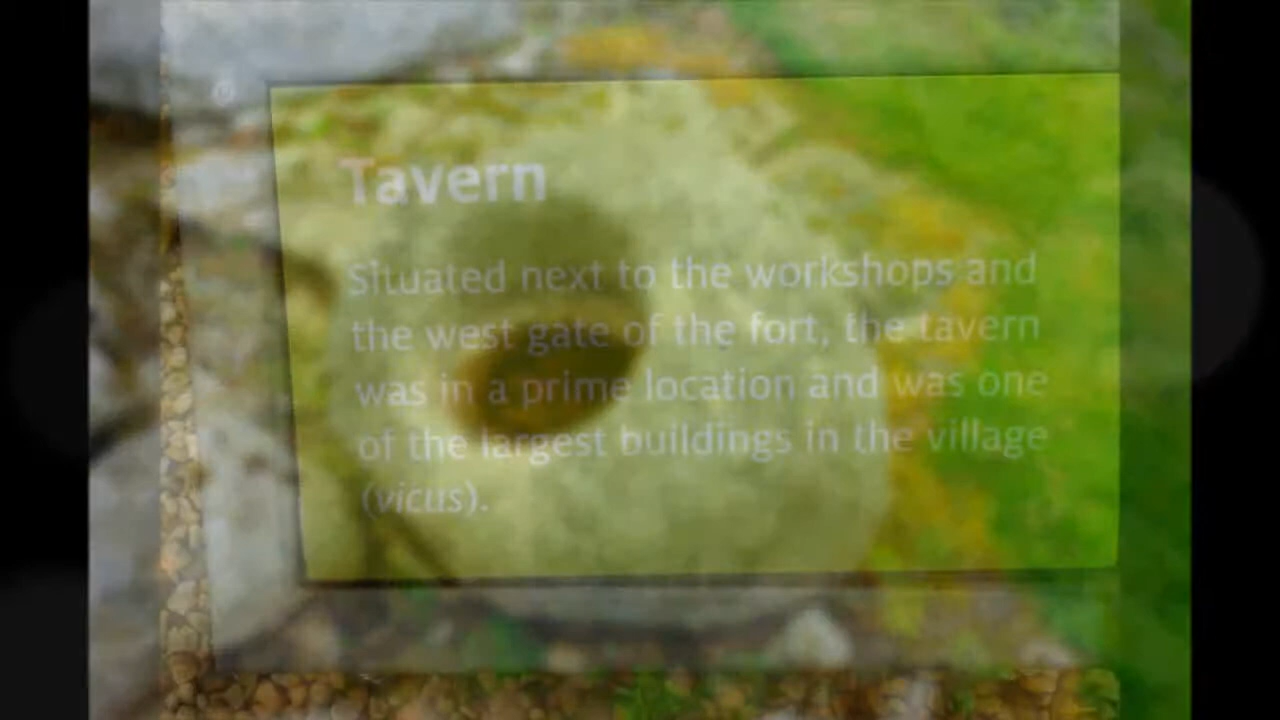 Tavern
Situated next to the workshops and
the west gate of the fort, the tavern
was in a prime location and was one
of the largest buildings in the village
(vicus).